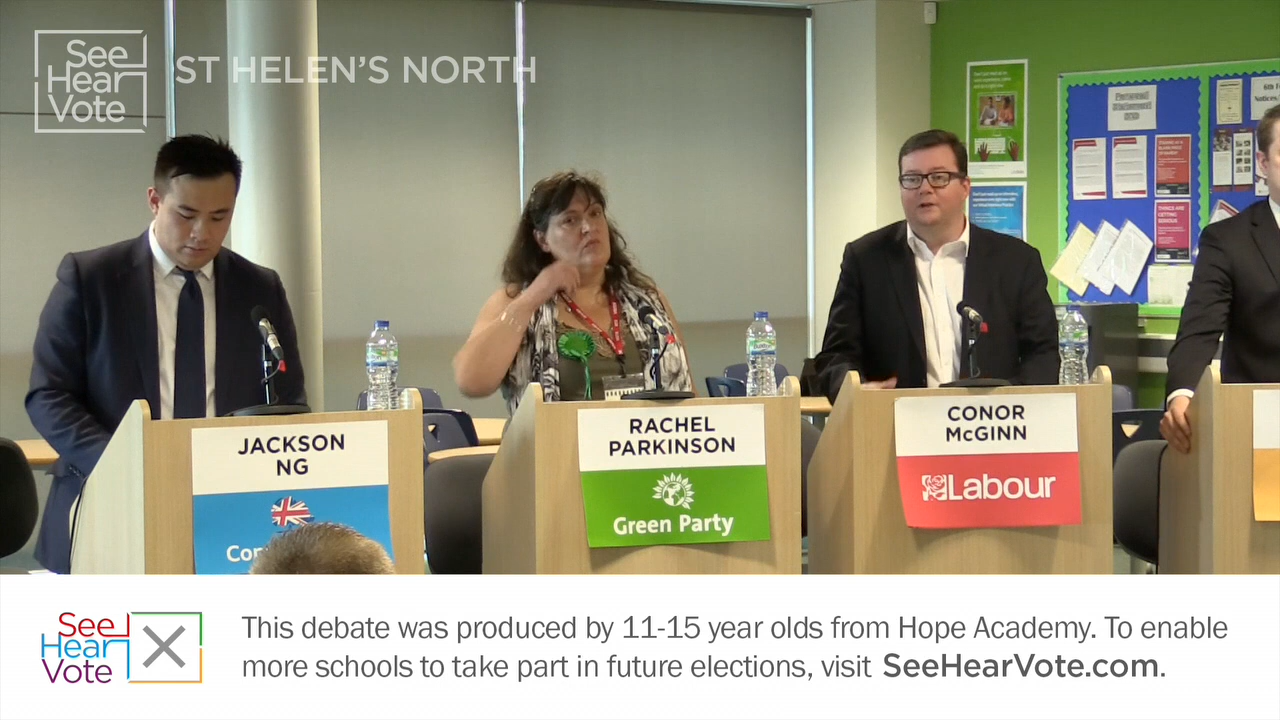 See
Hear
Vote
ST HELEN'S NORTH
JACKSON
NG
RACHEL
PARKINSON
Green Party
CONOR
McGINN
Labour
See
Hear
Vote
This debate was produced by 11-15 year olds from Hope Academy. To enable
more schools to take part in future elections, visit SeeHearVote.com.